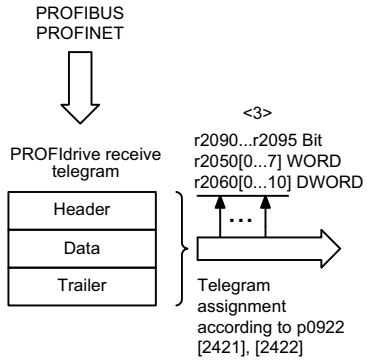 PROFIBUS
PROFINET
<3>
r2090...r2095 Bit
r2050[0...7] WORD
r2060[0...10] DWORD
PROFIdrive receive
telegram
Header
Data
Trailer
...
Telegram
assignment
according to p0922
[2421], [2422]